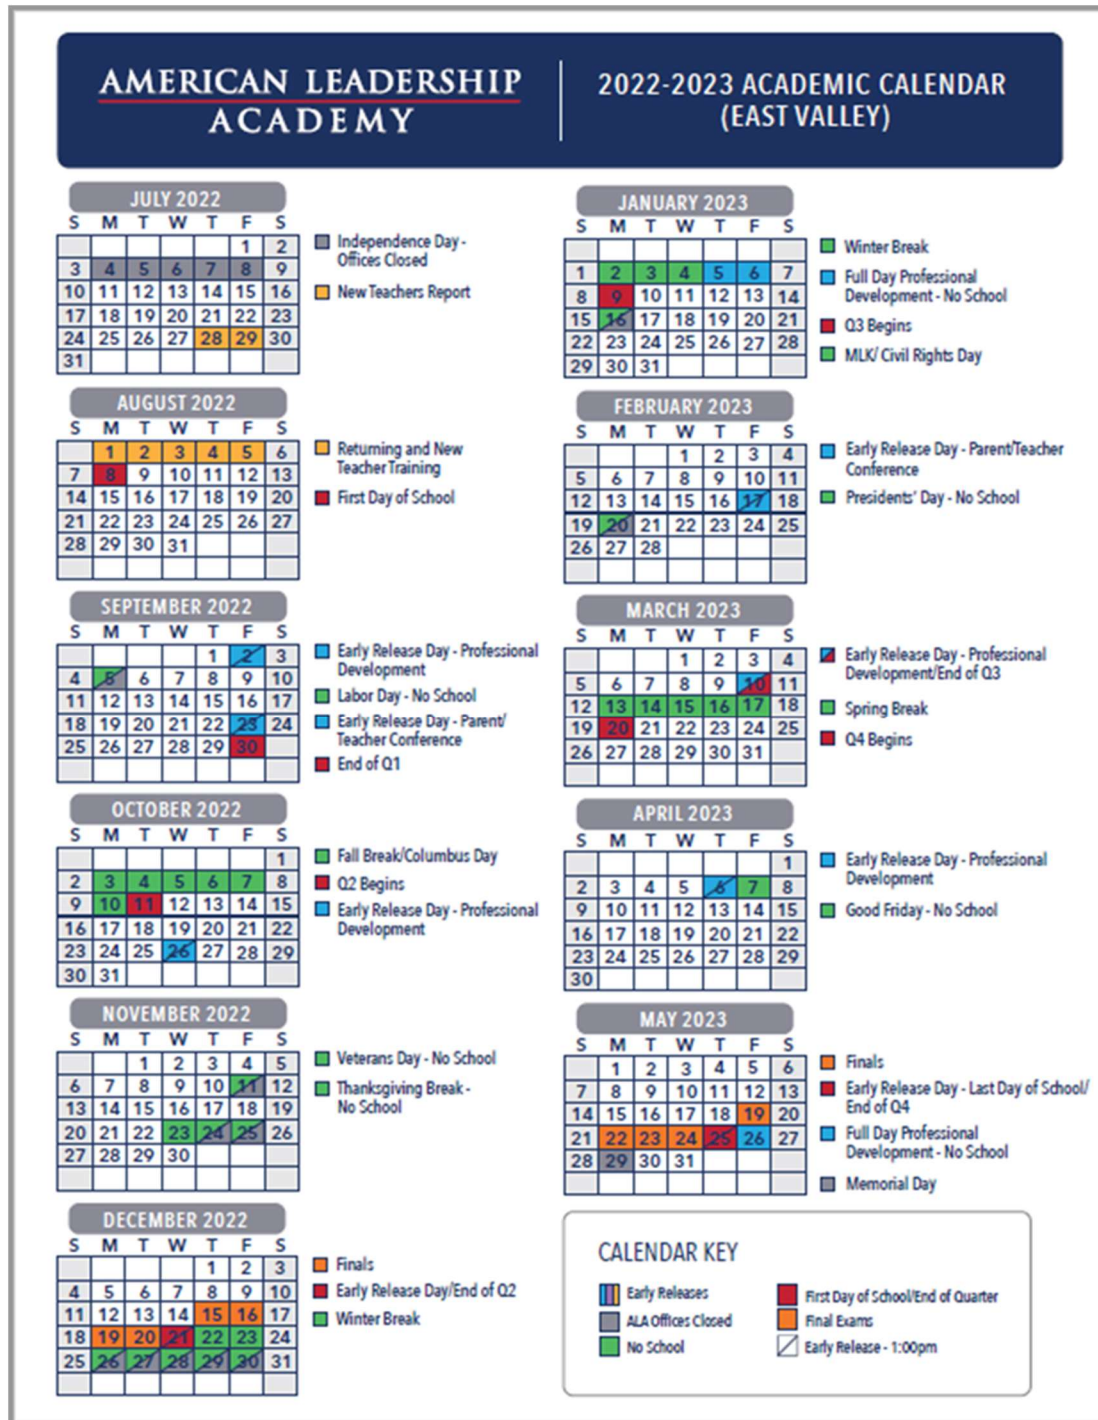 AMERICAN LEADERSHIP
ACADEMY
2022-2023 ACADEMIC CALENDAR
(EAST VALLEY)
JULY 2022
S M T W T F S
1 2
3 4 5 6 7 8 9
10 11 12 13 14 15 16
17 18 19 20 21 22 23
24 25 26 27 28 29 30
31
Independence Day -
Offices Closed
New Teachers Report
AUGUST 2022
S M T W T F S
1 2 3 4 5 6
7 8 9 10 11 12 13
14 15 16 17 18 19 20
21 22 23 24 25 26 27
28 29 30 31
Returning and New
Teacher Training
First Day of School
SEPTEMBER 2022
S M T W T F S
1 2 3
4 5 6 7 8 9 10
11 12 13 14 15 16 17
18 19 20 21 22 23 24
25 26 27 28 29 30
Early Release Day - Professional
Development
Labor Day - No School
Early Release Day - Parent/
Teacher Conference
End of Q1
OCTOBER 2022
S M T W T F S
1
2 3 4 5 6 7 8
9 10 11 12 13 14 15
16 17 18 19 20 21 22
23 24 25 26 27 28 29
30 31
Fall Break/Columbus Day
Q2 Begins
Early Release Day - Professional
Development
NOVEMBER 2022
S M T W T F S
1 2 3 4 5
6 7 8 9 10 11 12
13 14 15 16 17 18 19
20 21 22 23 24 25 26
27 28 29 30
Veterans Day - No School
Thanksgiving Break -
No School
DECEMBER 2022
S M T W T F S
1 2 3
4 5 6 7 8 9 10
11 12 13 14 15 16 17
18 19 20 21 22 23 24
25 26 27 28 29 30 31
Finals
Early Release Day/End of Q2
Winter Break
JANUARY 2023
S M T W T F S
1 2 3 4 5 6 7
8 9 10 11 12 13 14
15 16 17 18 19 20 21
22 23 24 25 26 27 28
29 30 31
Winter Break
Full Day Professional
Development - No School
Q3 Begins
MLK/ Civil Rights Day
FEBRUARY 2023
S M T W T F S
1 2 3 4
5 6 7 8 9 10 11
12 13 14 15 16 17 18
19 20 21 22 23 24 25
26 27 28
Early Release Day - Parent/Teacher
Conference
Presidents' Day - No School
MARCH 2023
S M T W T F S
1 2 3 4
5 6 7 8 9 10 11
12 13 14 15 16 17 18
19 20 21 22 23 24 25
26 27 28 29 30 31
Early Release Day - Professional
Development/End of Q3
Spring Break
Q4 Begins
APRIL 2023
S M T W T F S
1
2 3 4 5 6 7 8
9 10 11 12 13 14 15
16 17 18 19 20 21 22
23 24 25 26 27 28 29
30
Early Release Day - Professional
Development
Good Friday - No School
MAY 2023
S M T W T F S
1 2 3 4 5 6
7 8 9 10 11 12 13
14 15 16 17 18 19 20
21 22 23 24 25 26 27
28 29 30 31
Finals
Early Release Day - Last Day of School/
End of Q4
Full Day Professional
Development - No School
Memorial Day
CALENDAR KEY
Early Releases
ALA Offices Closed
No School
First Day of School/End of Quarter
Final Exams
Early Release - 1:00pm